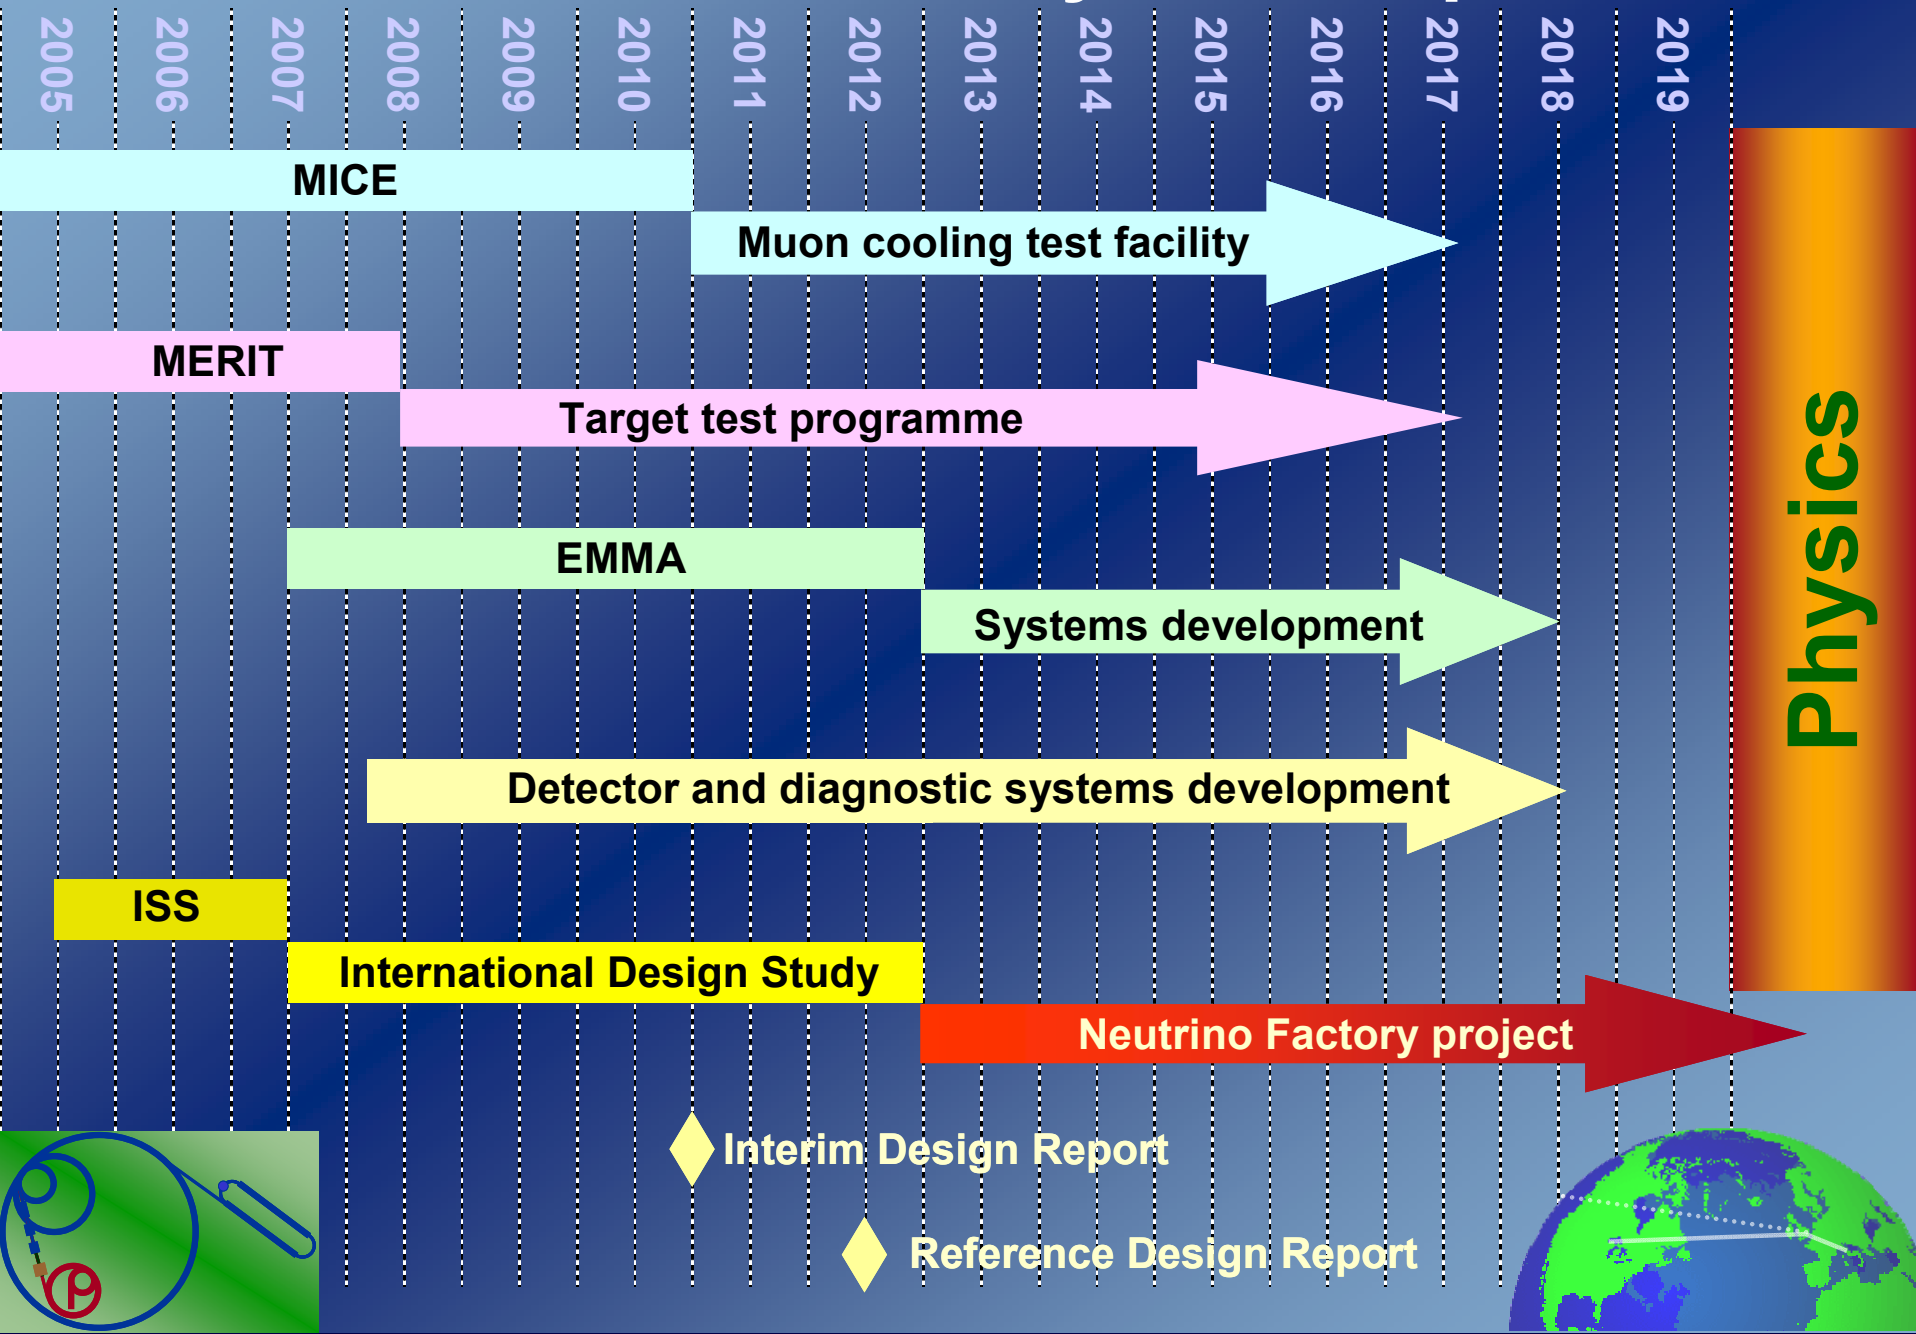 2005
2006
2007
2008
2009
2010
2011
2012
2013
2014
2015
2016
2017
2018
2019
MICE
Muon cooling test facility
MERIT
Target test programme
EMMA
Systems development
Detector and diagnostic systems development
ISS
International Design Study
Neutrino Factory project
Physics
Interim Design Report
Reference Design Report